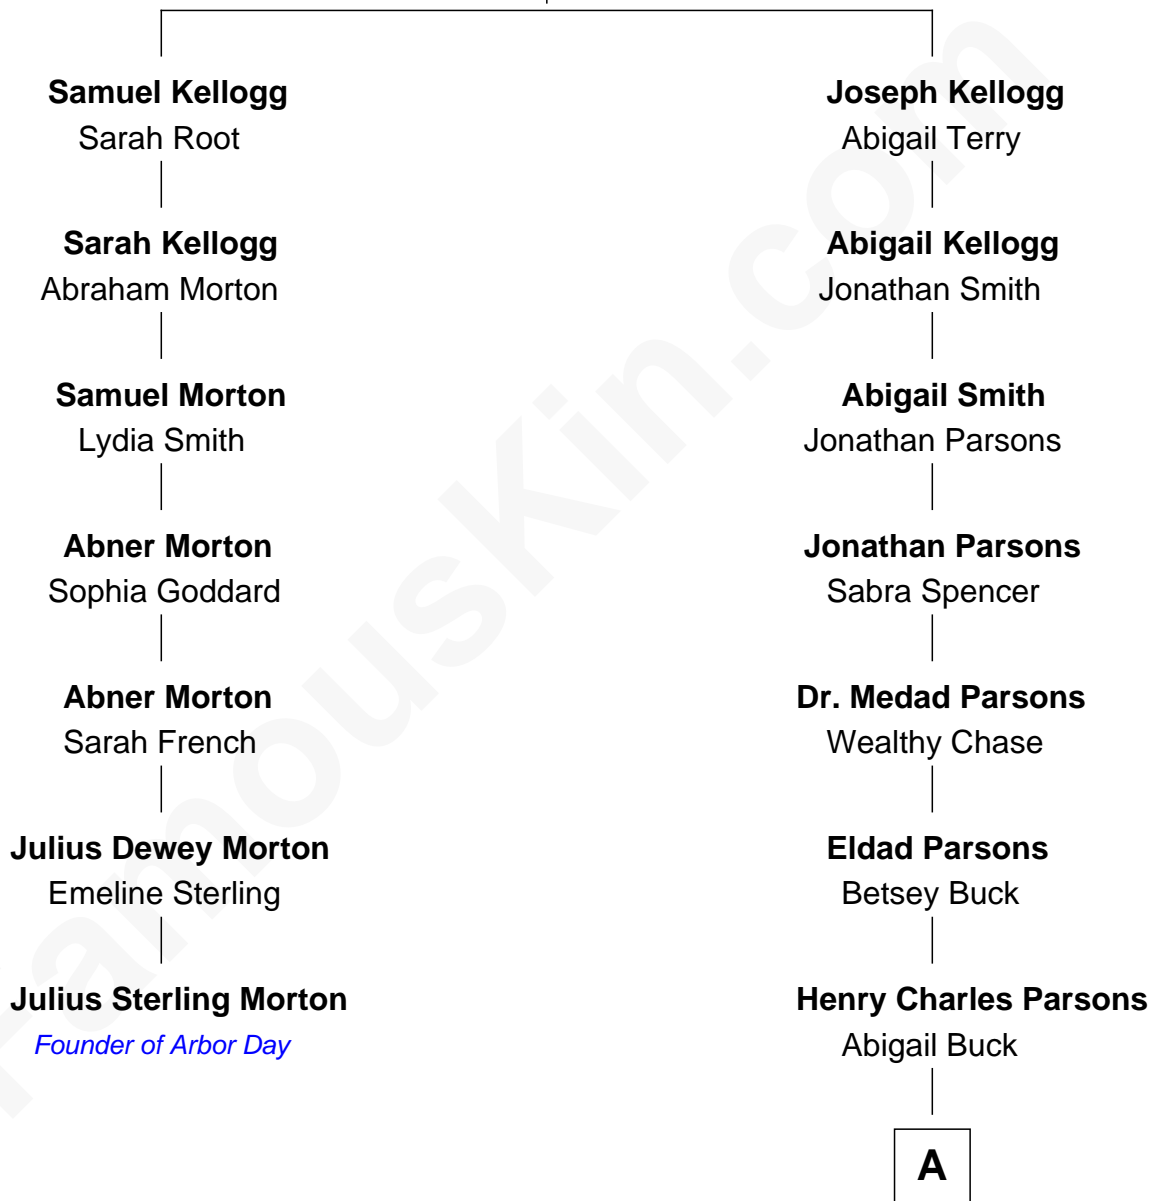 Samuel Kellogg
Sarah Root
Sarah Kellogg
Abraham Morton
Samuel Morton
Lydia Smith
Abner Morton
Sophia Goddard
Abner Morton
Sarah French
Julius Dewey Morton
Emeline Sterling
Julius Sterling Morton
Founder of Arbor Day
Joseph Kellogg
Abigail Terry
Abigail Kellogg
Jonathan Smith
Abigail Smith
Jonathan Parsons
Jonathan Parsons
Sabra Spencer
Dr. Medad Parsons
Wealthy Chase
Eldad Parsons
Betsey Buck
Henry Charles Parsons
Abigail Buck
A
FamousKin.com